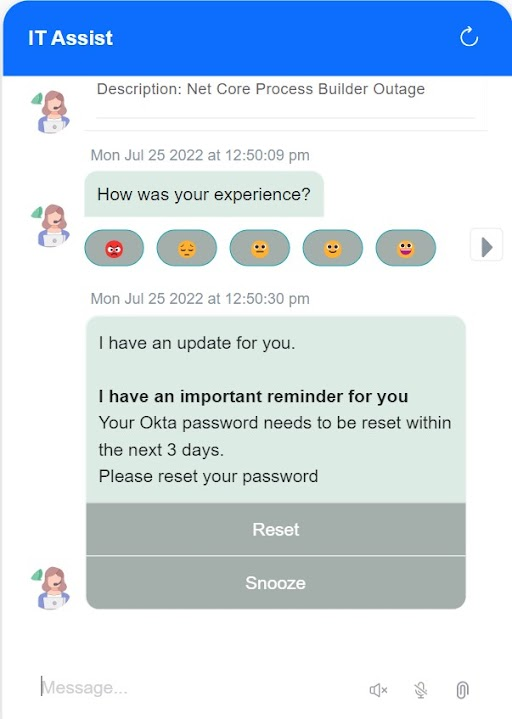 IT Assist
Description: Net Core Process Builder Outage
Mon Jul 25 2022 at 12:50:09 pm
How was your experience?
Mon Jul 25 2022 at 12:50:30 pm
I have an update for you.
I have an important reminder for you
Your Okta password needs to be reset within
the next 3 days.
Please reset your password
Reset
Snooze
Message...